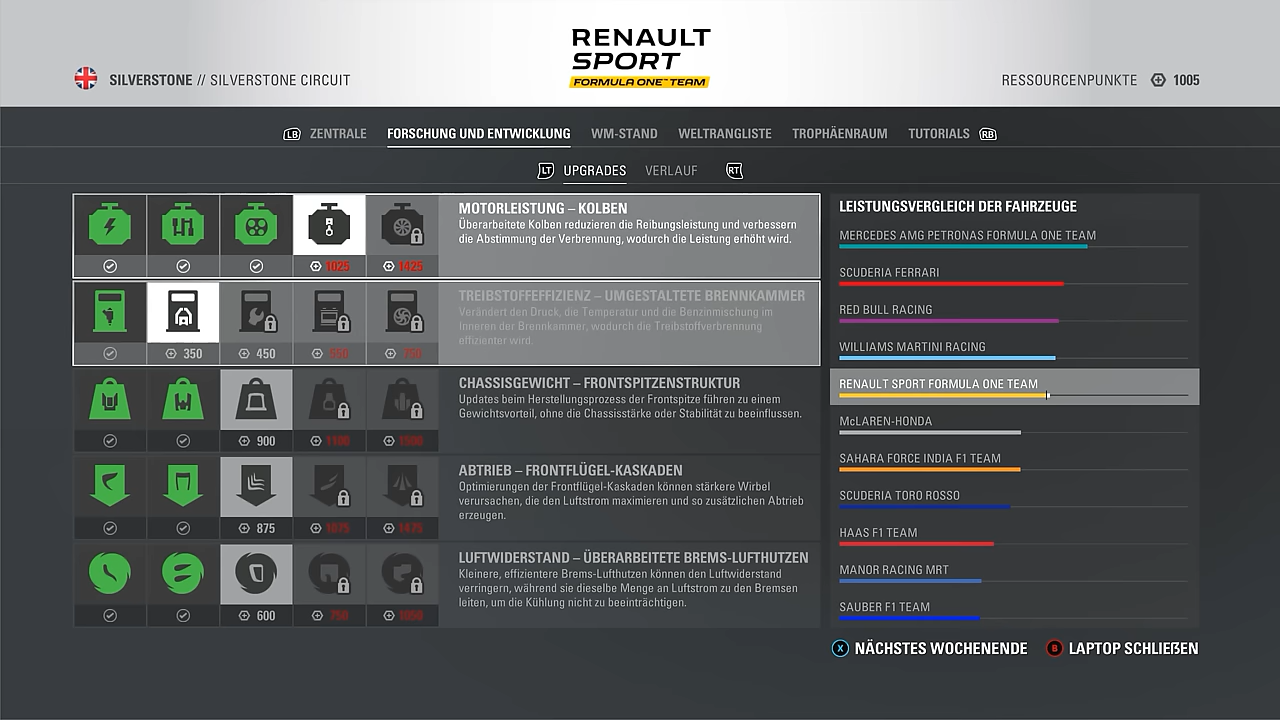 RENAULT
SPORT
FORMULA ONE™ TEAM
SILVERSTONE // SILVERSTONE CIRCUIT
RESSOURCENPUNKTE 1005
LB ZENTRALE FORSCHUNG UND ENTWICKLUNG WM-STAND WELTRANGLISTE TROPHÄENRAUM TUTORIALS RB
LT UPGRADES VERLAUF RT
MOTORLEISTUNG – KOLBEN
Überarbeitete Kolben reduzieren die Reibungsleistung und verbessern
die Abstimmung der Verbrennung, wodurch die Leistung erhöht wird.
1025 1425
TREIBSTOFFEFFIZIENZ – UMGESTALTETE BRENNKAMMER
Verändert den Druck, die Temperatur und die Benzinmischung im
Inneren der Brennkammer, wodurch die Treibstoffverbrennung
effizienter wird.
350 450 550 750
CHASSISGEWICHT – FRONTSPITZENSTRUKTUR
Updates beim Herstellungsprozess der Frontspitze führen zu einem
Gewichtsvorteil, ohne die Chassisstärke oder Stabilität zu beeinflussen.
900 1100 1500
ABTRIEB – FRONTFLÜGEL-KASKADEN
Optimierungen der Frontflügel-Kaskaden können stärkere Wirbel
verursachen, die den Luftstrom maximieren und so zusätzlichen Abtrieb
erzeugen.
875 1075 1475
LUFTWIDERSTAND – ÜBERARBEITETE BREMS-LUFTHUTZEN
Kleinere, effizientere Brems-Lufthutzen können den Luftwiderstand
verringern, während sie dieselbe Menge an Luftstrom zu den Bremsen
leiten, um die Kühlung nicht zu beeinträchtigen.
600 750 1050
LEISTUNGSVERGLEICH DER FAHRZEUGE
MERCEDES AMG PETRONAS FORMULA ONE TEAM
SCUDERIA FERRARI
RED BULL RACING
WILLIAMS MARTINI RACING
RENAULT SPORT FORMULA ONE TEAM
McLAREN-HONDA
SAHARA FORCE INDIA F1 TEAM
SCUDERIA TORO ROSSO
HAAS F1 TEAM
MANOR RACING MRT
SAUBER F1 TEAM
X NÄCHSTES WOCHENENDE B LAPTOP SCHLIEßEN